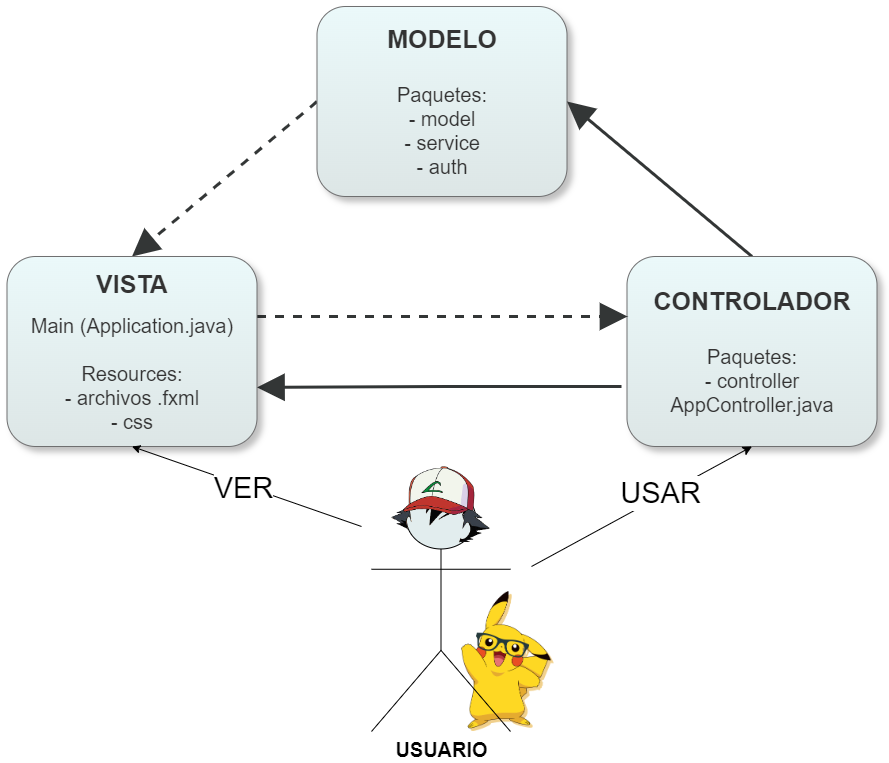 MODELO
Paquetes:
- model
- service
- auth
VISTA
Main (Application.java)
Resources:
- archivos .fxml
- css
CONTROLADOR
Paquetes:
- controller
AppController.java
VER
USAR
USUARIO